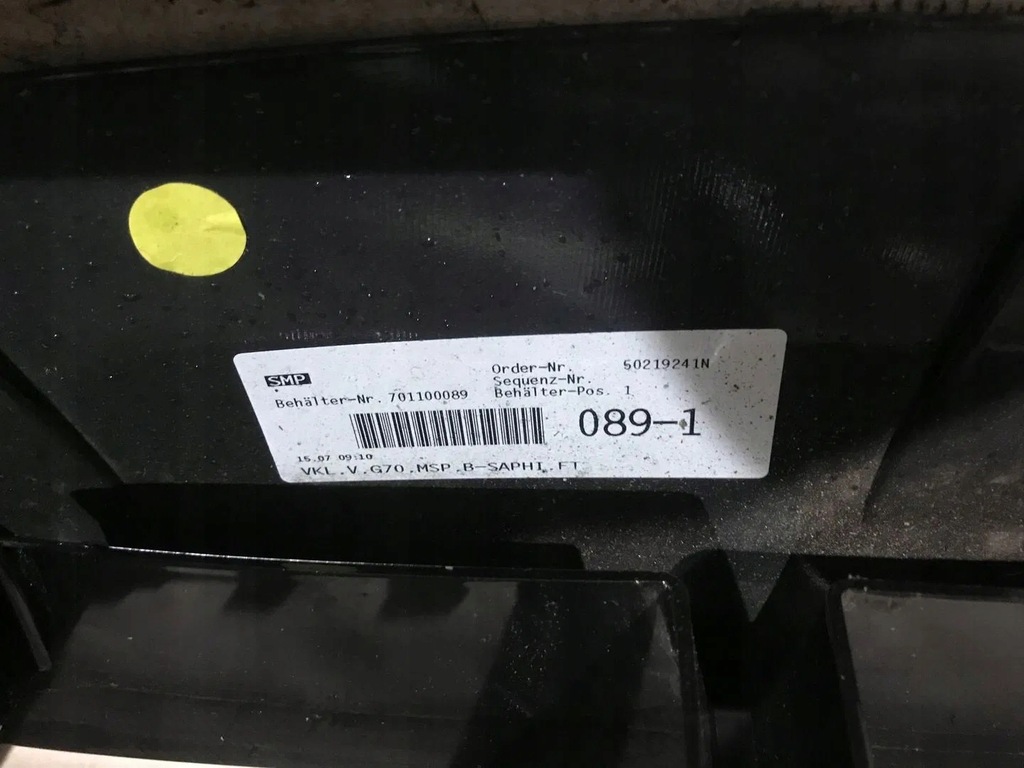 SMP
Order-Nr. 50219241N
Sequenz-Nr.
Behälter-Nr. 701100089 Behälter-Pos. 1
089-1
15.07 09:10
VKL.V.G70.MSP.B-SAPHI.FT